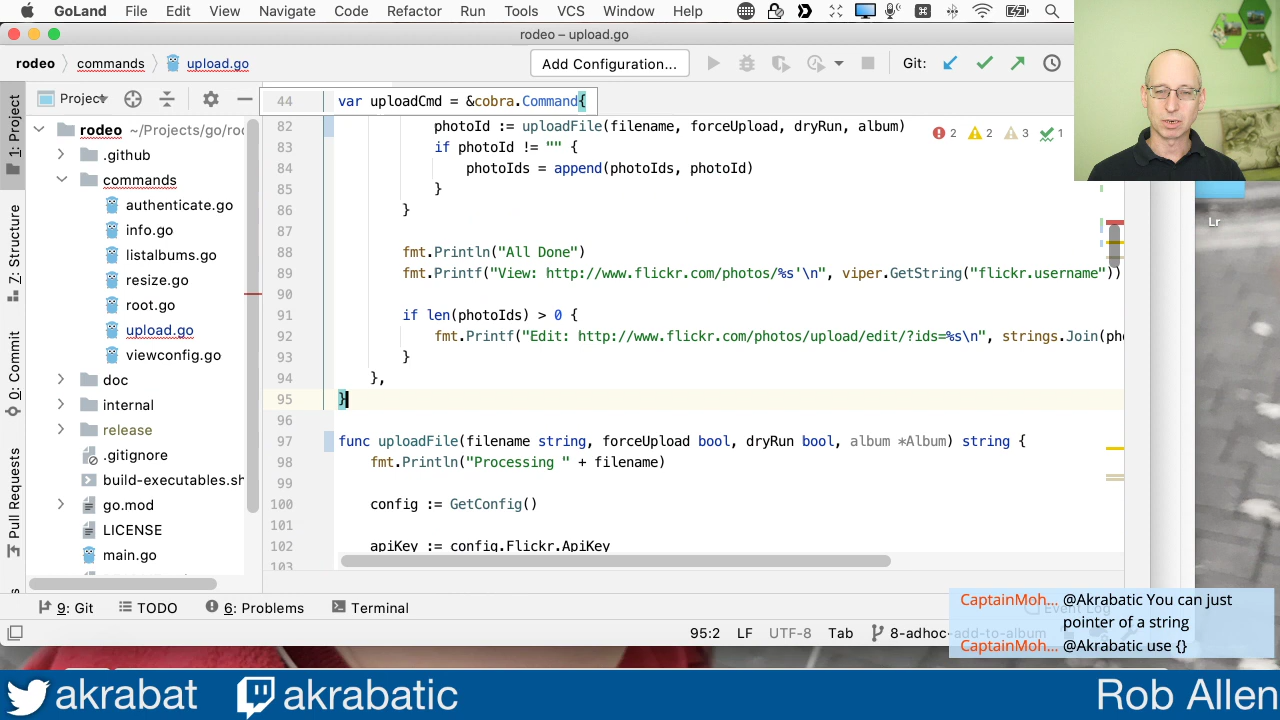 GoLand File Edit View Navigate Code Refactor Run Tools VCS Window Help
rodeo – upload.go
rodeo commands upload.go Add Configuration... Git:
1: Project
Project
rodeo ~/Projects/go/ro
.github
commands
authenticate.go
info.go
listalbums.go
resize.go
root.go
upload.go
viewconfig.go
doc
internal
release
.gitignore
build-executables.sh
go.mod
LICENSE
main.go
Z: Structure
0: Commit
Pull Requests
44 var uploadCmd = &cobra.Command{
82 photoId := uploadFile(filename, forceUpload, dryRun, album)
83 if photoId != "" {
84 photoIds = append(photoIds, photoId)
85 }
86 }
87
88 fmt.Println("All Done")
89 fmt.Printf("View: http://www.flickr.com/photos/%s'\n", viper.GetString("flickr.username"))
90
91 if len(photoIds) > 0 {
92 fmt.Printf("Edit: http://www.flickr.com/photos/upload/edit/?ids=%s\n", strings.Join(ph
93 }
94 },
95 }
96
97 func uploadFile(filename string, forceUpload bool, dryRun bool, album *Album) string {
98 fmt.Println("Processing " + filename)
99
100 config := GetConfig()
101
102 apiKey := config.Flickr.ApiKey
103
2 2 3 1
Lr
9: Git TODO 6: Problems Terminal Event Log
95:2 LF UTF-8 Tab 8-adhoc-add-to-album
CaptainMoh... @Akrabatic You can just
pointer of a string
CaptainMoh... @Akrabatic use {}
akrabat akrabatic Rob Allen